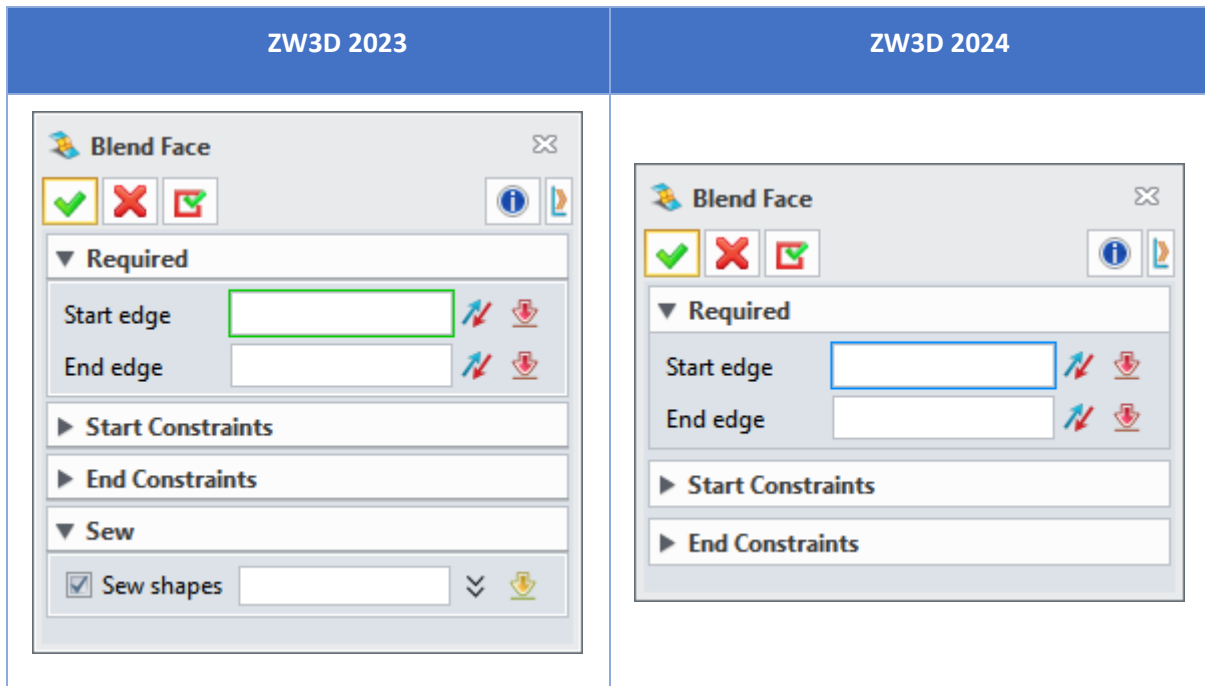 ZW3D 2023
ZW3D 2024
Blend Face
Required
Start edge
End edge
Start Constraints
End Constraints
Sew
Sew shapes
Blend Face
Required
Start edge
End edge
Start Constraints
End Constraints